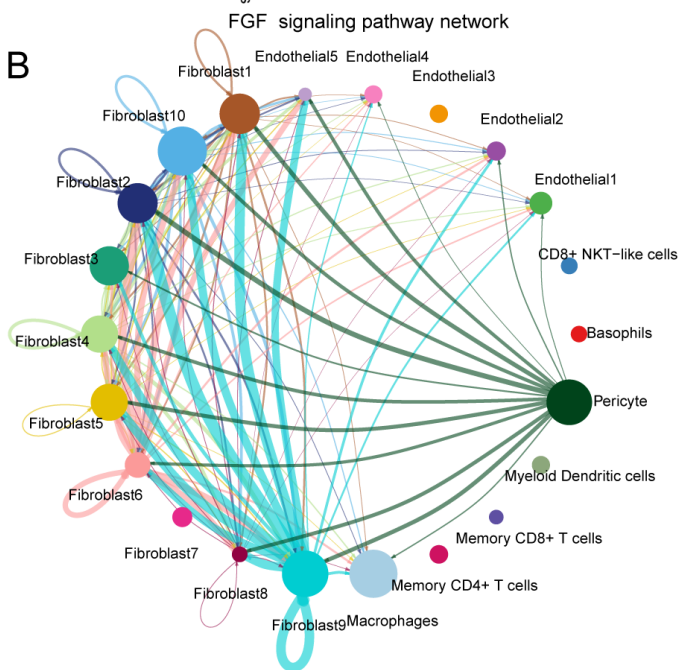 FGF signaling pathway network
B
Endothelial5 Endothelial4
Fibroblast1
Endothelial3
Fibroblast10
Endothelial2
Fibroblast2
Endothelial1
CD8+ NKT−like cells
Fibroblast3
Basophils
Fibroblast4
Pericyte
Fibroblast5
Myeloid Dendritic cells
Fibroblast6
Memory CD8+ T cells
Fibroblast7
Memory CD4+ T cells
Fibroblast8
Fibroblast9 Macrophages